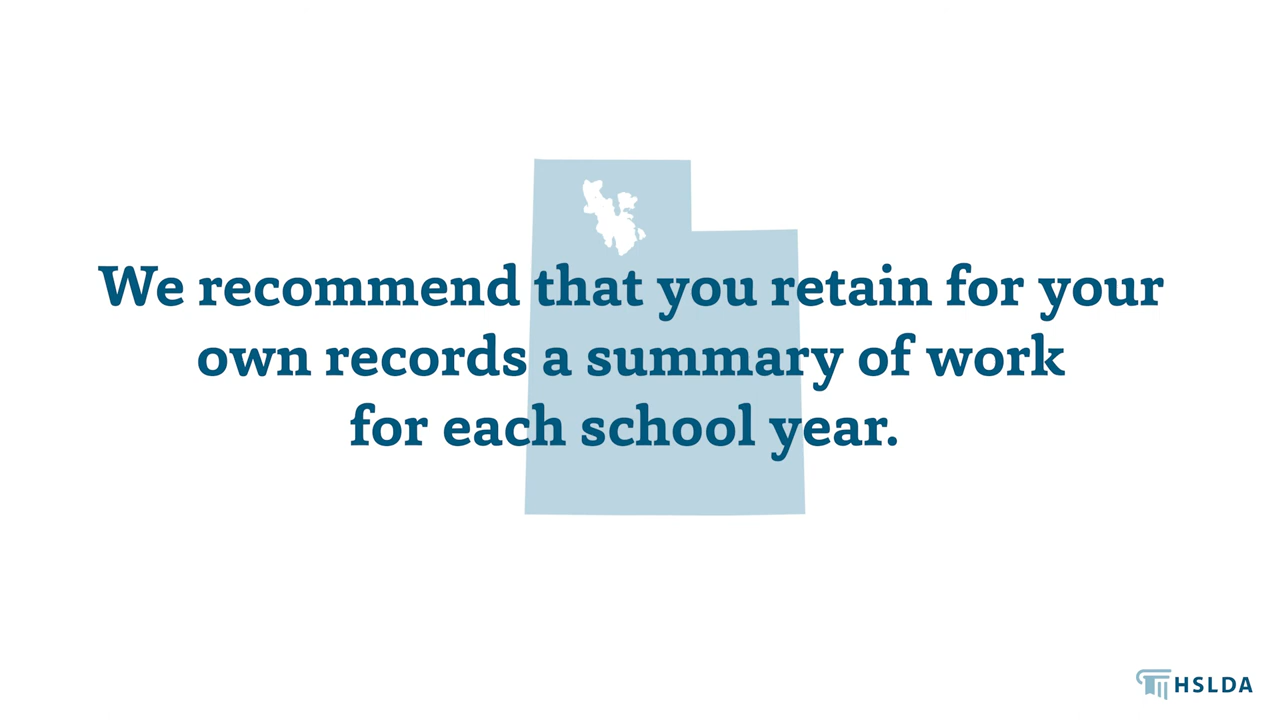 We recommend that you retain for your
own records a summary of work
for each school year.
HSLDA